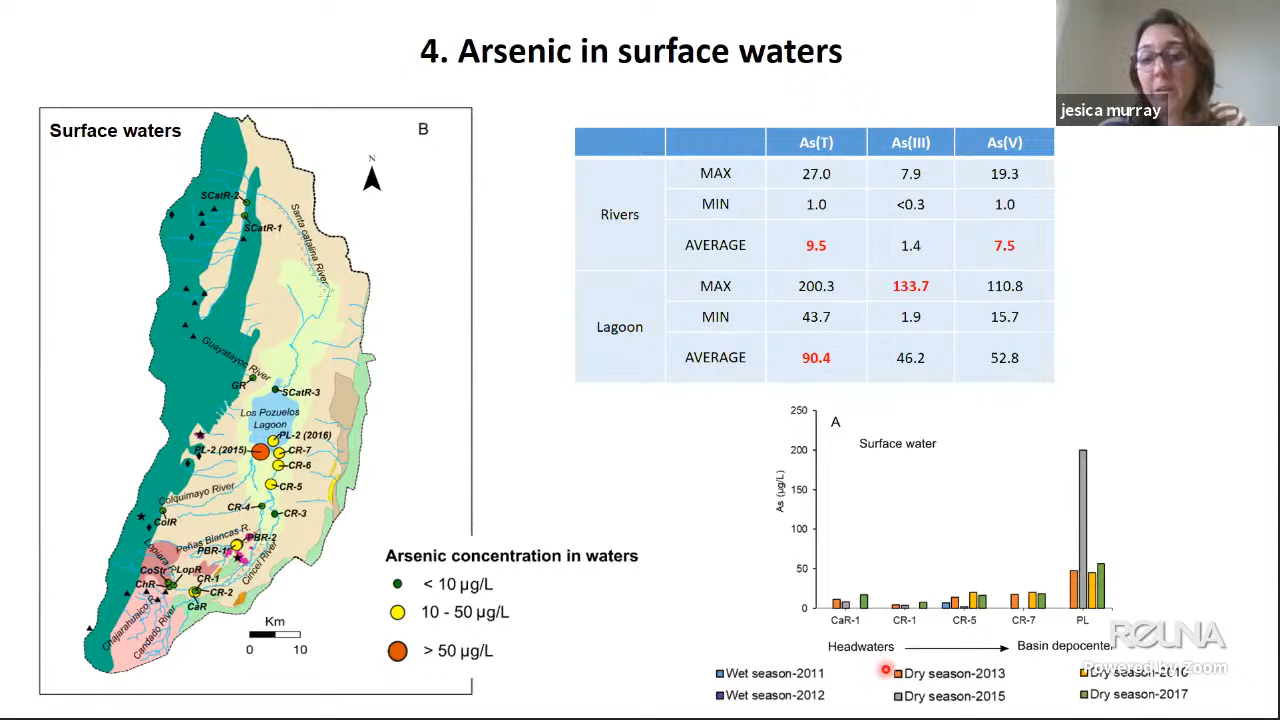 4. Arsenic in surface waters
jesica murray
Surface waters
B
N
SCatR-2
SCatR-1
Santa catalina River
Guayatayoc River
GR
SCatR-3
Los Pozuelos
Lagoon
PL-2 (2016)
PL-2 (2015)
CR-7
CR-6
CR-5
Colquimayo River
CR-4
CR-3
ColR
Peñas Blancas R.
PBR-2
PBR-1
Cincel River
CoStr
LopR
ChR
CR-1
CR-2
CaR
Chajarahuaico R.
Candado River
Km
0 10
Arsenic concentration in waters
< 10 µg/L
10 - 50 µg/L
> 50 µg/L
As(T) As(III) As(V)
Rivers
MAX 27.0 7.9 19.3
MIN 1.0 <0.3 1.0
AVERAGE 9.5 1.4 7.5
Lagoon
MAX 200.3 133.7 110.8
MIN 43.7 1.9 15.7
AVERAGE 90.4 46.2 52.8
A
Surface water
As (µg/L)
250
200
150
100
50
0
CaR-1 CR-1 CR-5 CR-7 PL
Headwaters Basin depocenter
Wet season-2011 Dry season-2013 Dry season-2016
Wet season-2012 Dry season-2015 Dry season-2017
REUNA
Powered by Zoom